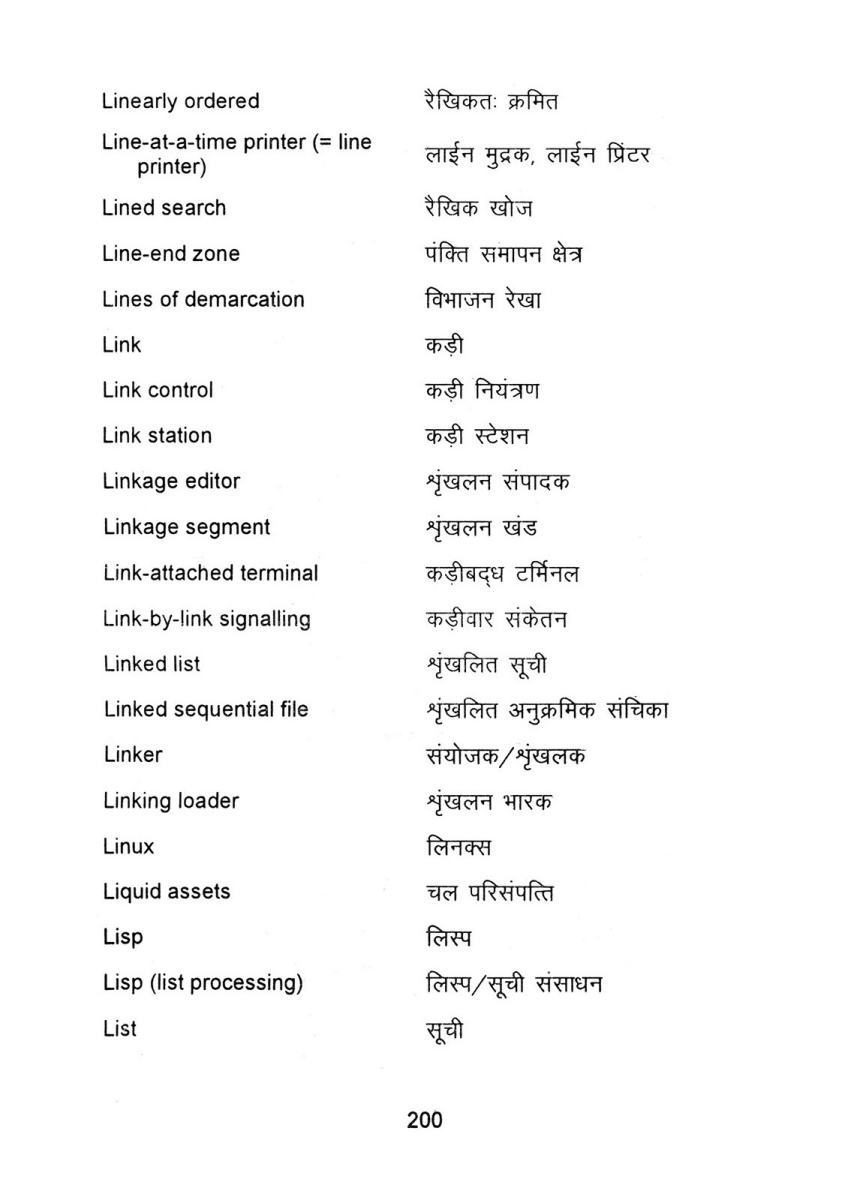 Linearly ordered रैखिकतः क्रमित
Line-at-a-time printer (= line
printer) लाईन मुद्रक, लाईन प्रिंटर
Lined search रैखिक खोज
Line-end zone पंक्ति समापन क्षेत्र
Lines of demarcation विभाजन रेखा
Link कड़ी
Link control कड़ी नियंत्रण
Link station कड़ी स्टेशन
Linkage editor शृंखलन संपादक
Linkage segment शृंखलन खंड
Link-attached terminal कड़ीबद्ध टर्मिनल
Link-by-link signalling कड़ीवार संकेतन
Linked list शृंखलित सूची
Linked sequential file शृंखलित अनुक्रमिक संचिका
Linker संयोजक/शृंखलक
Linking loader शृंखलन भारक
Linux लिनक्स
Liquid assets चल परिसंपत्ति
Lisp लिस्प
Lisp (list processing) लिस्प/सूची संसाधन
List सूची
200